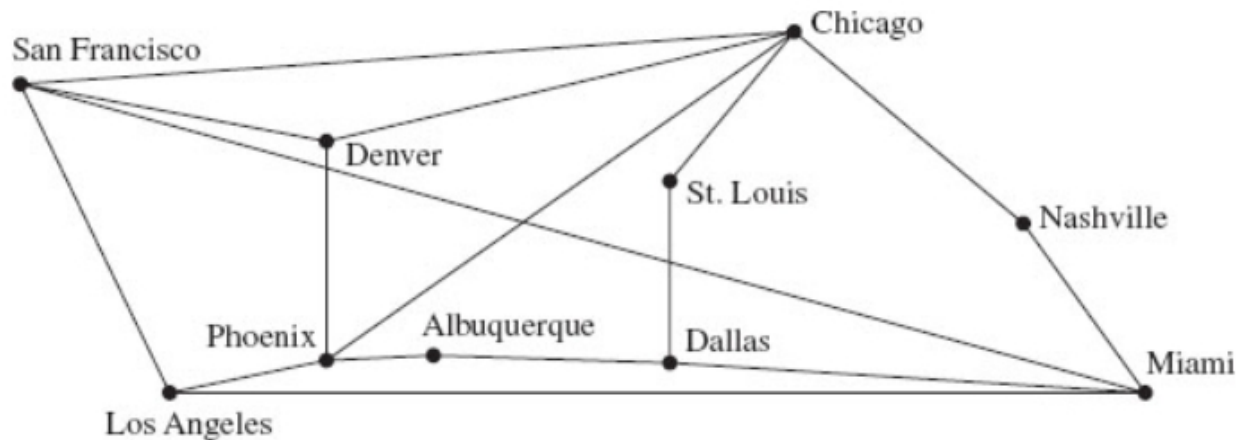 Chicago
San Francisco
Denver
St. Louis
Nashville
Phoenix
Albuquerque
Dallas
Miami
Los Angeles